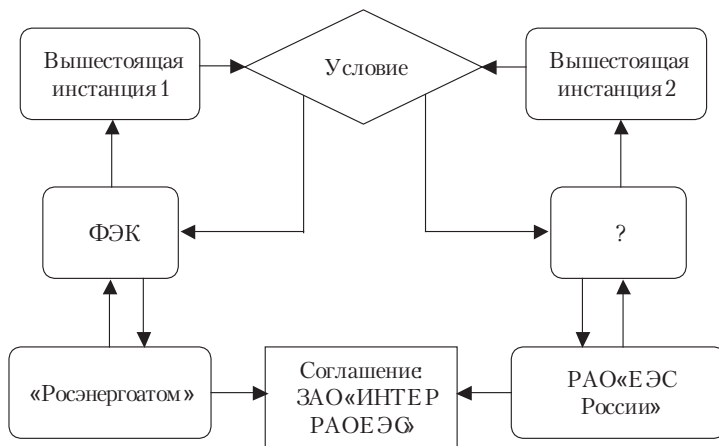 Вышестоящая
инстанция 1
Условие
Вышестоящая
инстанция 2
ФЭК
?
«Росэнергоатом»
Соглашение:
ЗАО «ИНТЕР
РАО ЕЭС»
РАО «ЕЭС
России»